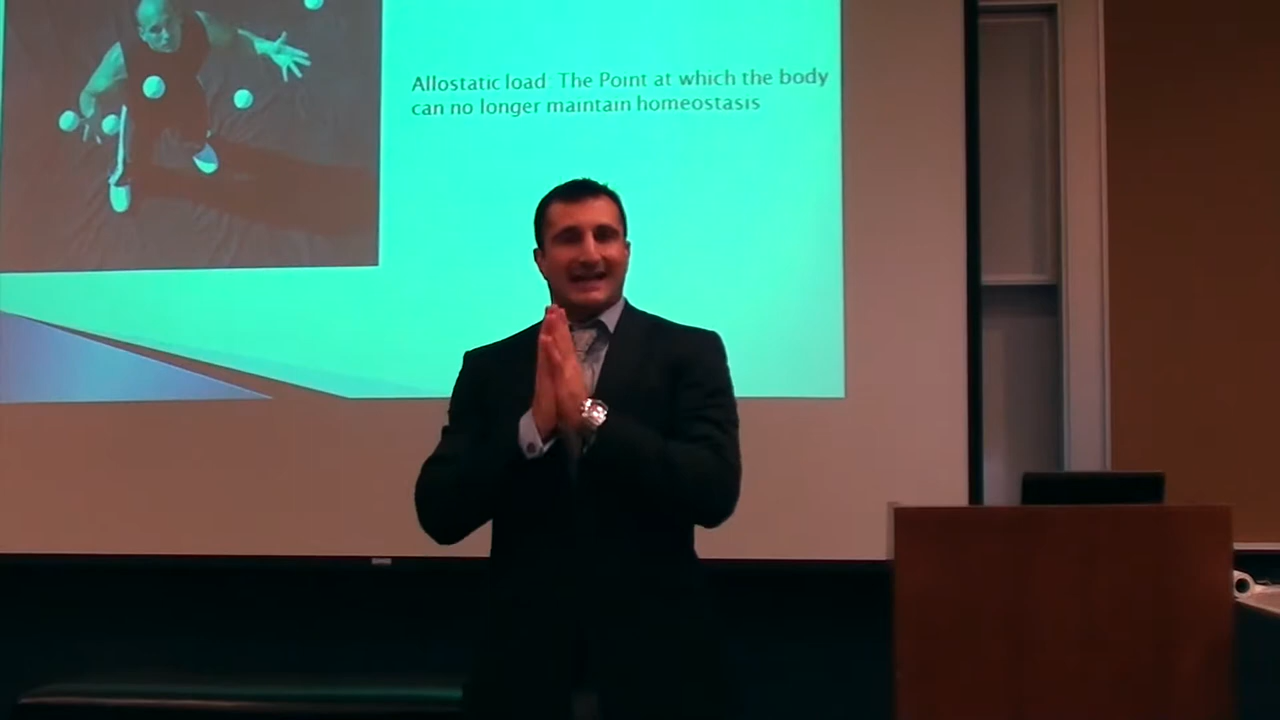 Allostatic load The Point at which the body
can no longer maintain homeostasis